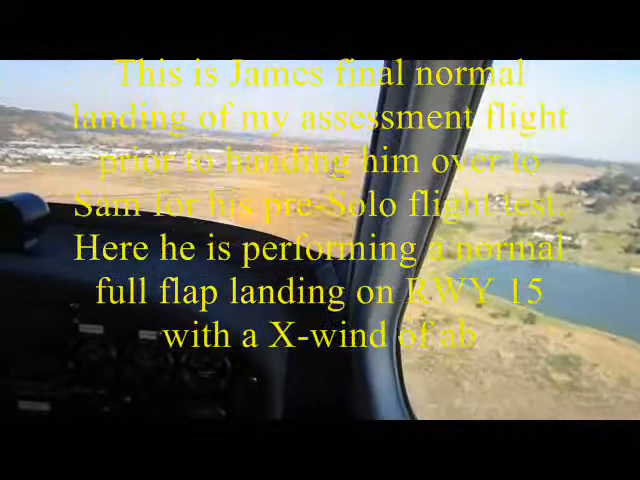 This is James final normal
landing of my assessment flight
prior to handing him over to
Sam for his pre-Solo flight test.
Here he is performing a normal
full flap landing on RWY 15
with a X-wind of ab